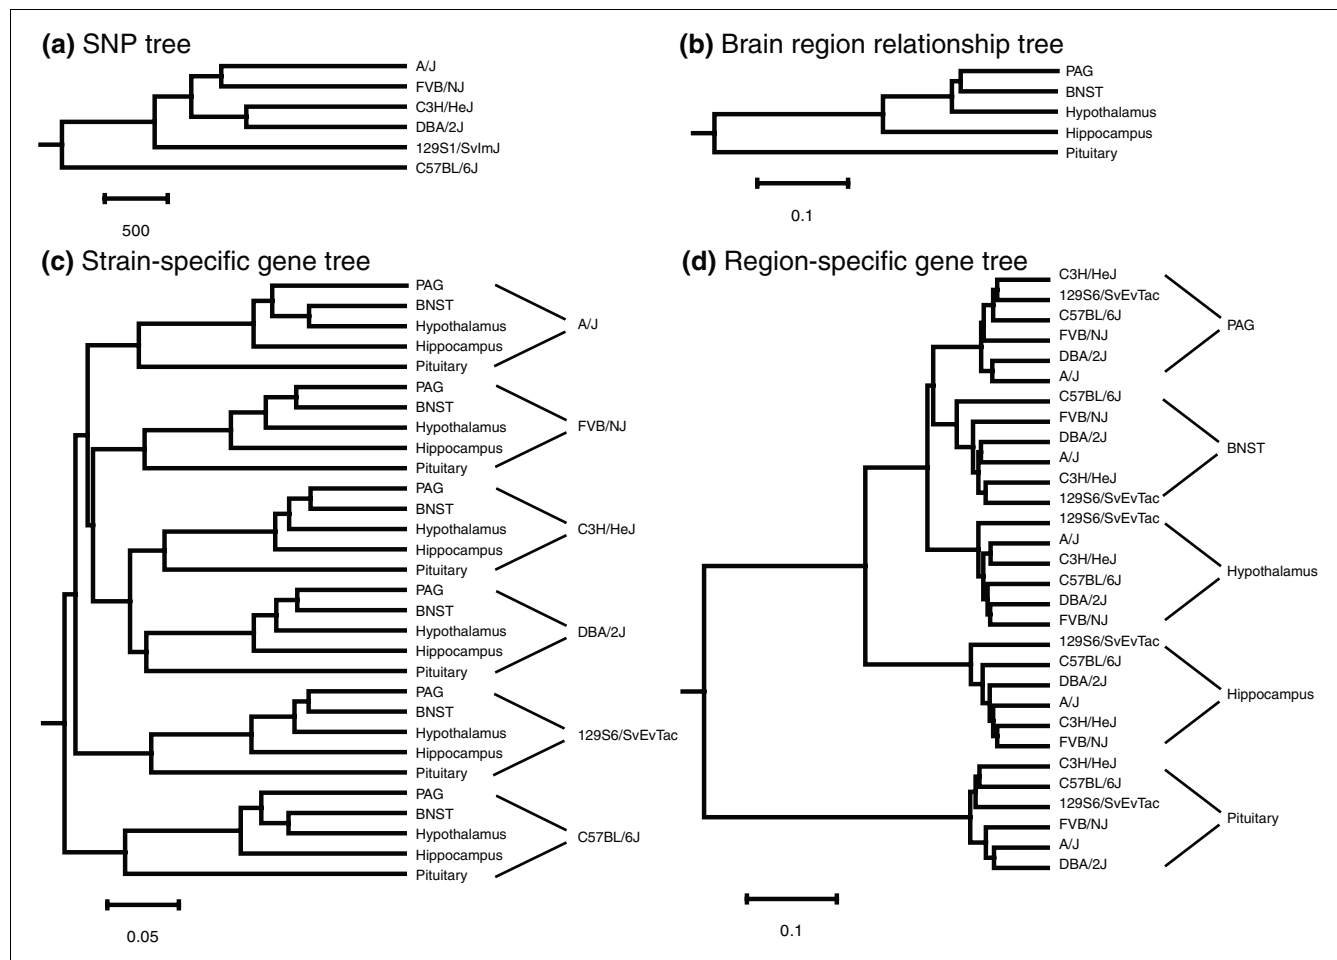 (a) SNP tree
A/J
FVB/NJ
C3H/HeJ
DBA/2J
129S1/SvImJ
C57BL/6J
500
(b) Brain region relationship tree
PAG
BNST
Hypothalamus
Hippocampus
Pituitary
0.1
(c) Strain-specific gene tree
PAG
BNST
Hypothalamus
Hippocampus
Pituitary
A/J
PAG
BNST
Hypothalamus
Hippocampus
Pituitary
FVB/NJ
PAG
BNST
Hypothalamus
Hippocampus
Pituitary
C3H/HeJ
PAG
BNST
Hypothalamus
Hippocampus
Pituitary
DBA/2J
PAG
BNST
Hypothalamus
Hippocampus
Pituitary
129S6/SvEvTac
PAG
BNST
Hypothalamus
Hippocampus
Pituitary
C57BL/6J
0.05
(d) Region-specific gene tree
C3H/HeJ
129S6/SvEvTac
C57BL/6J
FVB/NJ
DBA/2J
A/J
PAG
C57BL/6J
FVB/NJ
DBA/2J
A/J
C3H/HeJ
129S6/SvEvTac
BNST
129S6/SvEvTac
A/J
C3H/HeJ
C57BL/6J
DBA/2J
FVB/NJ
Hypothalamus
129S6/SvEvTac
C57BL/6J
DBA/2J
A/J
C3H/HeJ
FVB/NJ
Hippocampus
C3H/HeJ
C57BL/6J
129S6/SvEvTac
FVB/NJ
A/J
DBA/2J
Pituitary
0.1